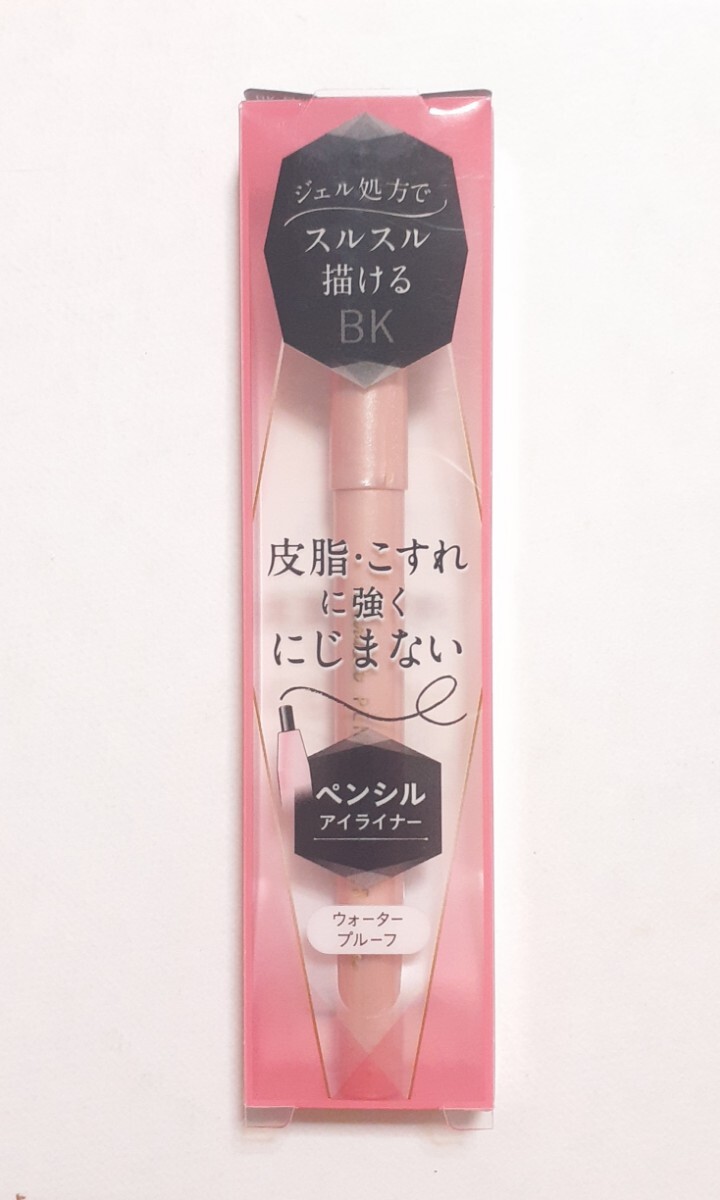 ジェル処方で
スルスル
描ける
BK
皮脂・こすれ
に強く
にじまない
ペンシル
アイライナー
ウォーター
プルーフ